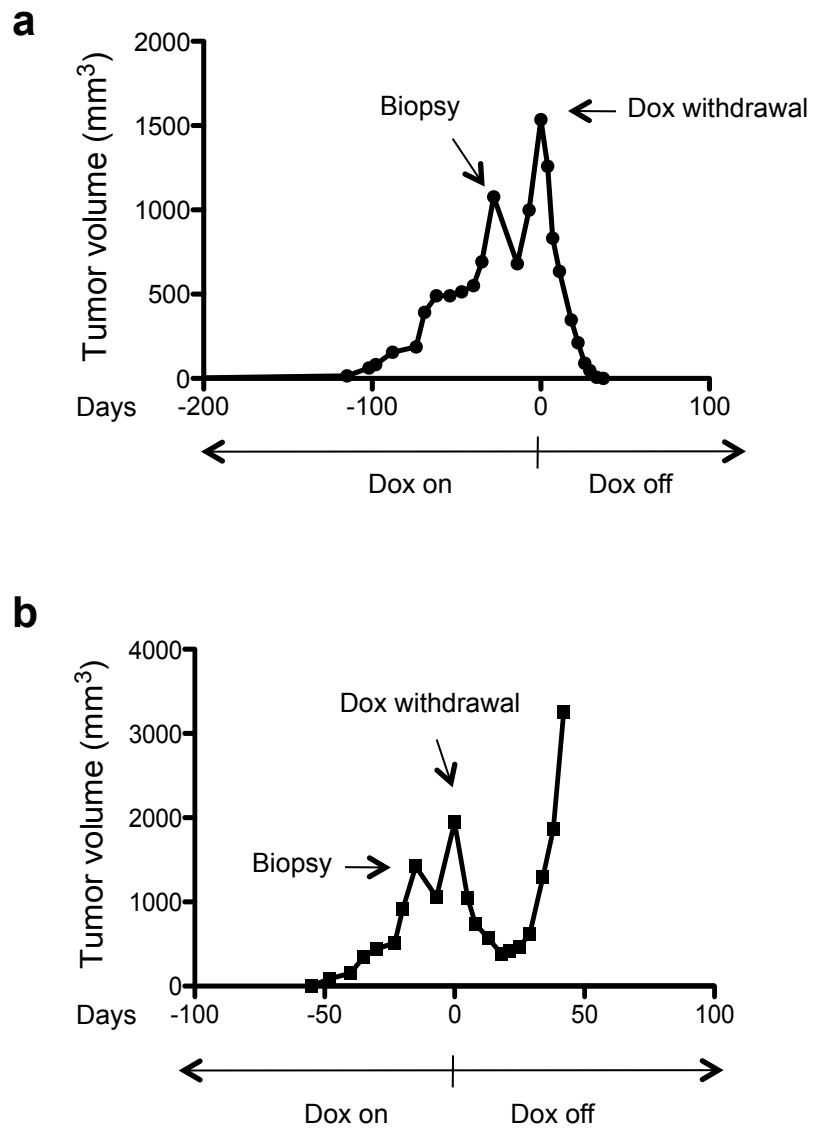 a
2000
1500
1000
500
0
Tumor volume (mm³)
Biopsy
Dox withdrawal
Days
-200 -100 0 100
Dox on Dox off
b
4000
3000
2000
1000
0
Tumor volume (mm³)
Dox withdrawal
Biopsy
Days
-100 -50 0 50 100
Dox on Dox off